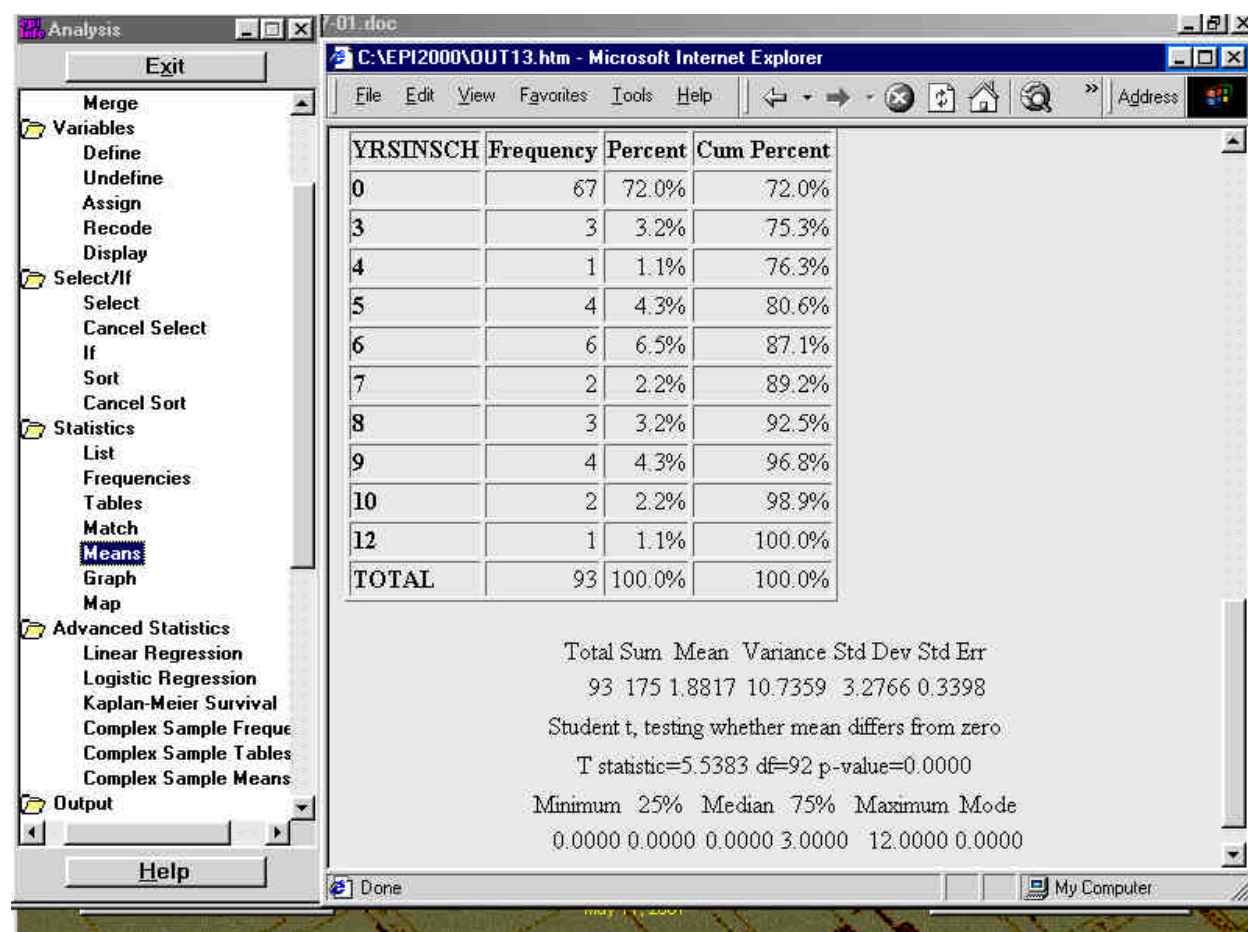 Analysis
Exit
Merge
Variables
Define
Undefine
Assign
Recode
Display
Select/If
Select
Cancel Select
If
Sort
Cancel Sort
Statistics
List
Frequencies
Tables
Match
Means
Graph
Map
Advanced Statistics
Linear Regression
Logistic Regression
Kaplan-Meier Survival
Complex Sample Freque
Complex Sample Tables
Complex Sample Means
Output
Help
7-01.doc
C:\EPI2000\OUT13.htm - Microsoft Internet Explorer
File Edit View Favorites Tools Help » Address
YRSINSCH Frequency Percent Cum Percent
0 67 72.0% 72.0%
3 3 3.2% 75.3%
4 1 1.1% 76.3%
5 4 4.3% 80.6%
6 6 6.5% 87.1%
7 2 2.2% 89.2%
8 3 3.2% 92.5%
9 4 4.3% 96.8%
10 2 2.2% 98.9%
12 1 1.1% 100.0%
TOTAL 93 100.0% 100.0%
Total Sum Mean Variance Std Dev Std Err
93 175 1.8817 10.7359 3.2766 0.3398
Student t, testing whether mean differs from zero
T statistic=5.5383 df=92 p-value=0.0000
Minimum 25% Median 75% Maximum Mode
0.0000 0.0000 0.0000 3.0000 12.0000 0.0000
Done
My Computer